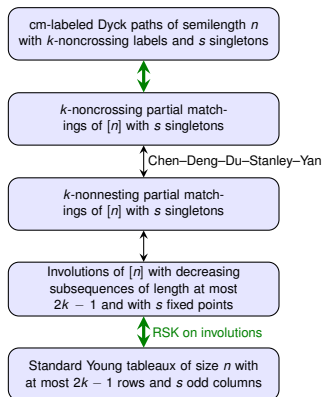 cm-labeled Dyck paths of semilength n
with k-noncrossing labels and s singletons
k-noncrossing partial match-
ings of [n] with s singletons
Chen–Deng–Du–Stanley–Yan
k-nonnesting partial match-
ings of [n] with s singletons
Involutions of [n] with decreasing
subsequences of length at most
2k − 1 and with s fixed points
RSK on involutions
Standard Young tableaux of size n with
at most 2k − 1 rows and s odd columns